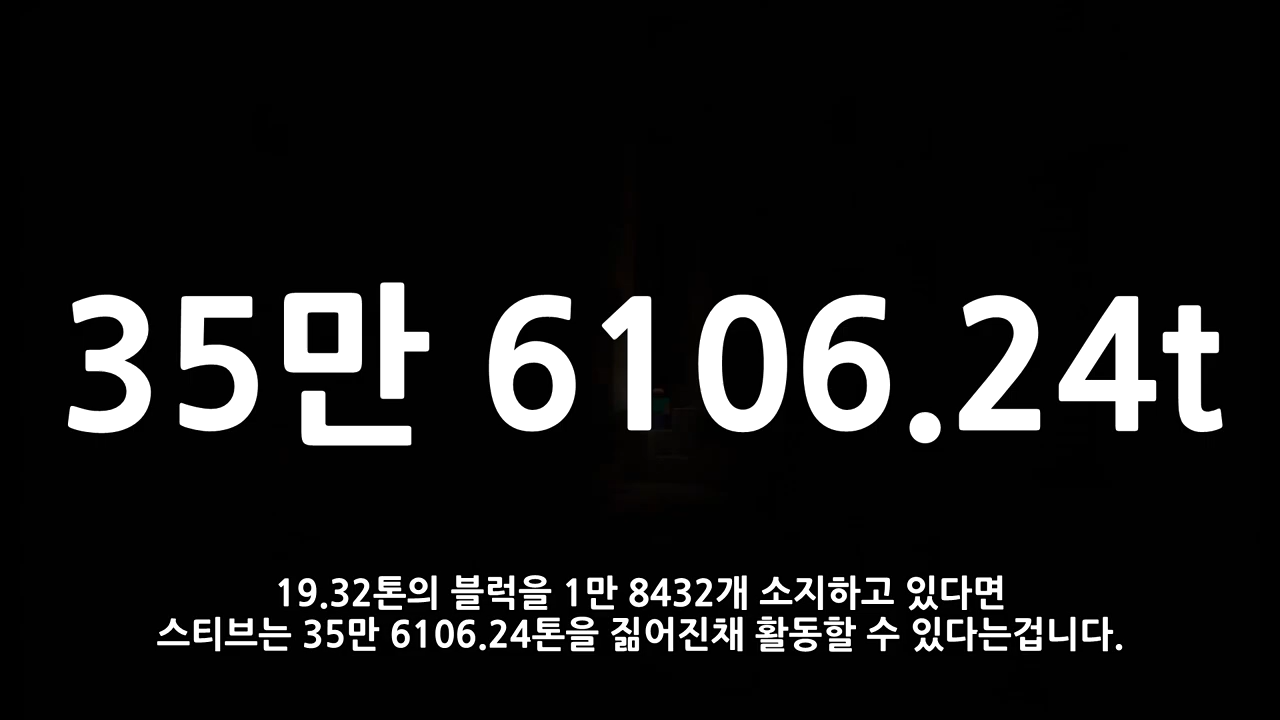 35만 6106.24t
19.32톤의 블럭을 1만 8432개 소지하고 있다면
스티브는 35만 6106.24톤을 짊어진채 활동할 수 있다는겁니다.